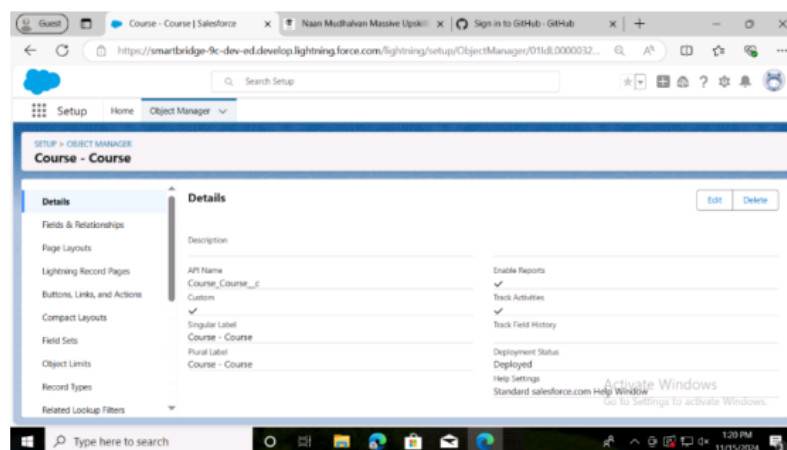 Guest
Course - Course | Salesforce
Naan Mudhalvan Massive Upskill
Sign in to GitHub · GitHub
https://smartbridge-9c-dev-ed.develop.lightning.force.com/lightning/setup/ObjectManager/01IdL0000032...
Search Setup
Setup
Home
Object Manager
SETUP > OBJECT MANAGER
Course - Course
Details
Fields & Relationships
Page Layouts
Lightning Record Pages
Buttons, Links, and Actions
Compact Layouts
Field Sets
Object Limits
Record Types
Related Lookup Filters
Details
Edit
Delete
Description
API Name
Course_Course__c
Custom
Singular Label
Course - Course
Plural Label
Course - Course
Enable Reports
Track Activities
Track Field History
Deployment Status
Deployed
Help Settings
Standard salesforce.com Help Window
Activate Windows
Go to Settings to activate Windows.
Type here to search
1:20 PM
11/15/2024